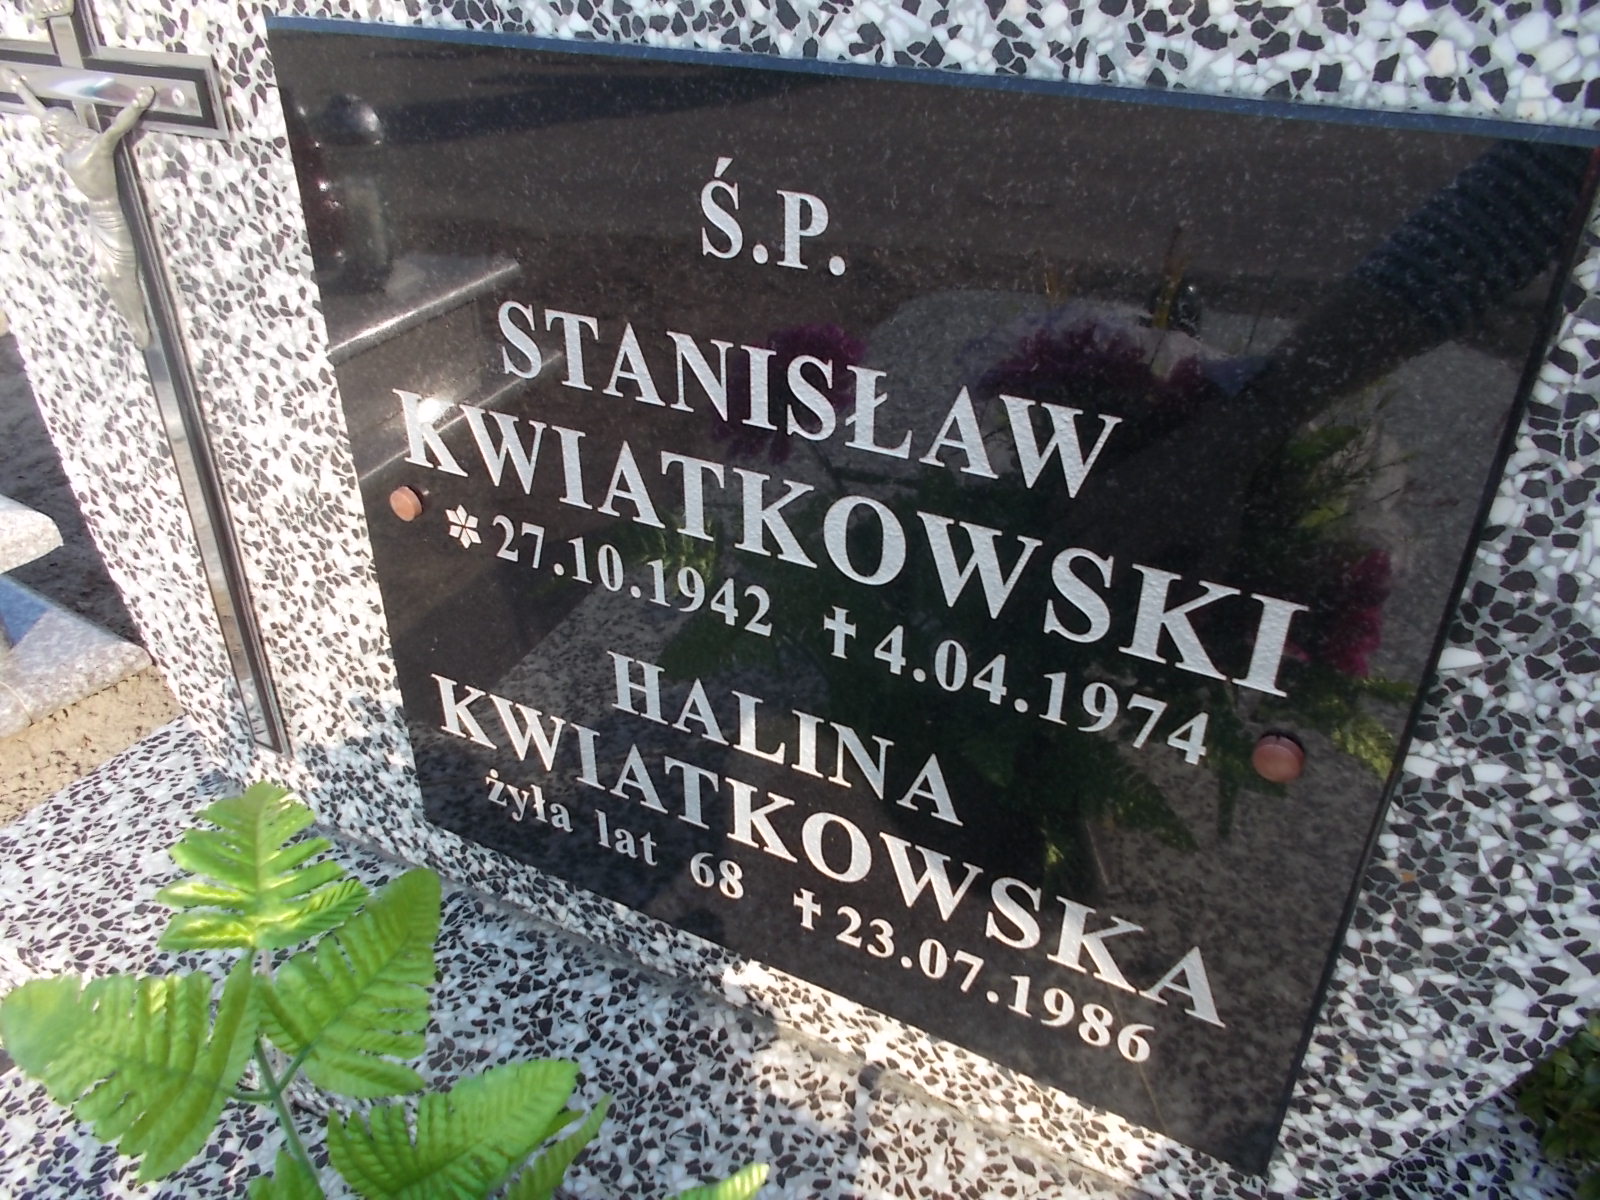 Ś.P.
STANISŁAW
KWIATKOWSKI
* 27.10.1942 ✝ 4.04.1974
HALINA
KWIATKOWSKA
żyła lat 68 ✝ 23.07.1986